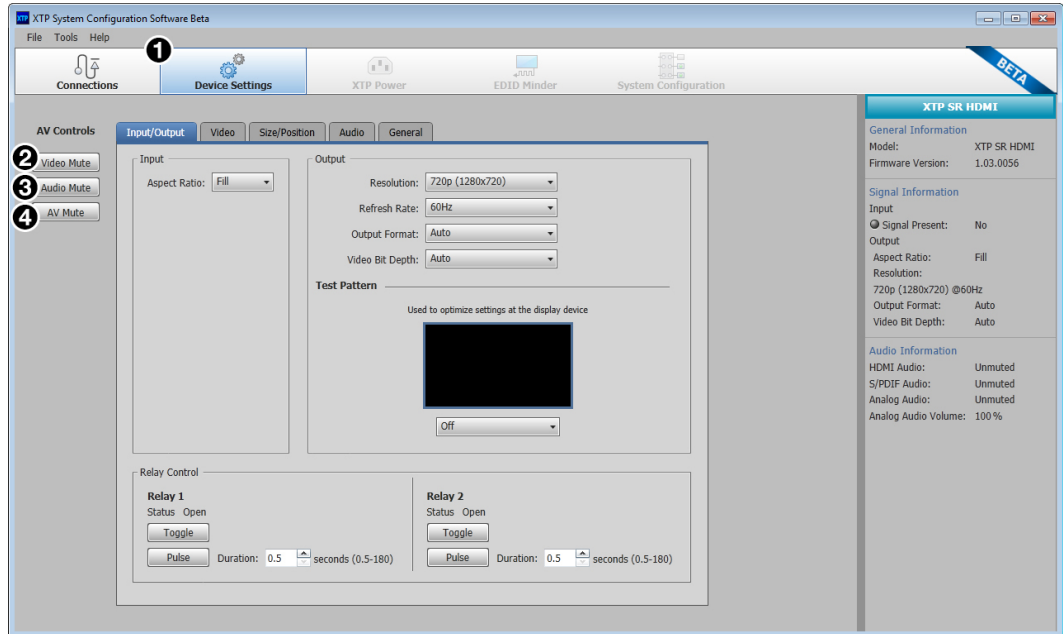 XTP XTP System Configuration Software Beta
File Tools Help
1
Connections Device Settings XTP Power EDID Minder System Configuration
BETA
AV Controls
2 Video Mute
3 Audio Mute
4 AV Mute
Input/Output Video Size/Position Audio General
Input
Aspect Ratio: Fill
Output
Resolution: 720p (1280x720)
Refresh Rate: 60Hz
Output Format: Auto
Video Bit Depth: Auto
Test Pattern
Used to optimize settings at the display device
Off
Relay Control
Relay 1
Status Open
Toggle
Pulse Duration: 0.5 seconds (0.5-180)
Relay 2
Status Open
Toggle
Pulse Duration: 0.5 seconds (0.5-180)
XTP SR HDMI
General Information
Model: XTP SR HDMI
Firmware Version: 1.03.0056
Signal Information
Input
Signal Present: No
Output
Aspect Ratio: Fill
Resolution:
720p (1280x720) @60Hz
Output Format: Auto
Video Bit Depth: Auto
Audio Information
HDMI Audio: Unmuted
S/PDIF Audio: Unmuted
Analog Audio: Unmuted
Analog Audio Volume: 100 %